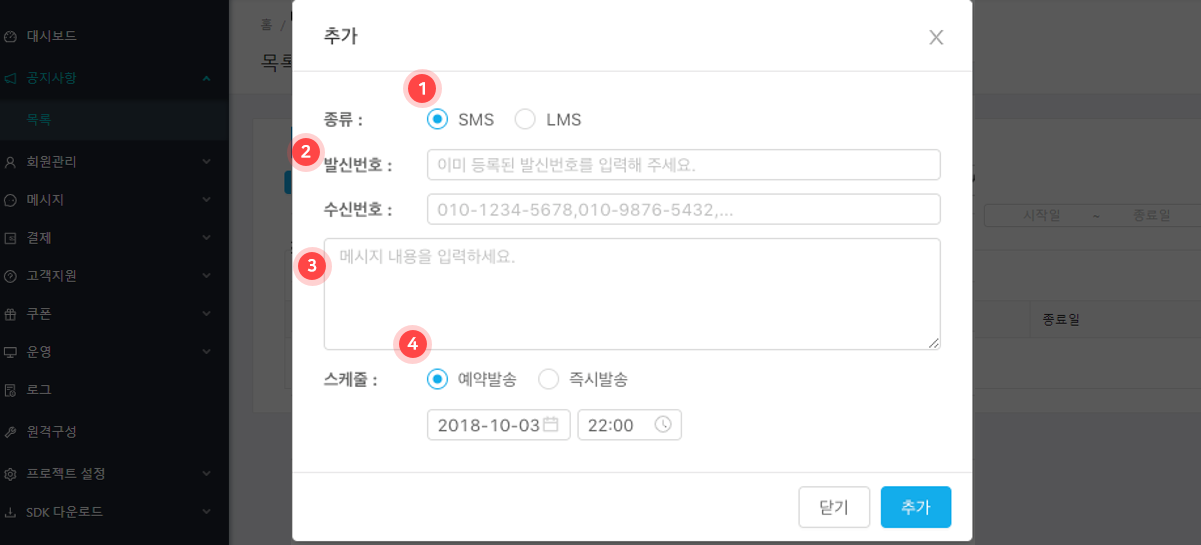 대시보드
공지사항
목록
회원관리
메시지
결제
고객지원
쿠폰
운영
로그
원격구성
프로젝트 설정
SDK 다운로드
홈 /
목록
추가
1
종류 : SMS LMS
2
발신번호 : 이미 등록된 발신번호를 입력해 주세요.
수신번호 : 010-1234-5678,010-9876-5432,...
3
메시지 내용을 입력하세요.
4
스케줄 : 예약발송 즉시발송
2018-10-03 22:00
닫기 추가
시작일 ~ 종료일
종료일